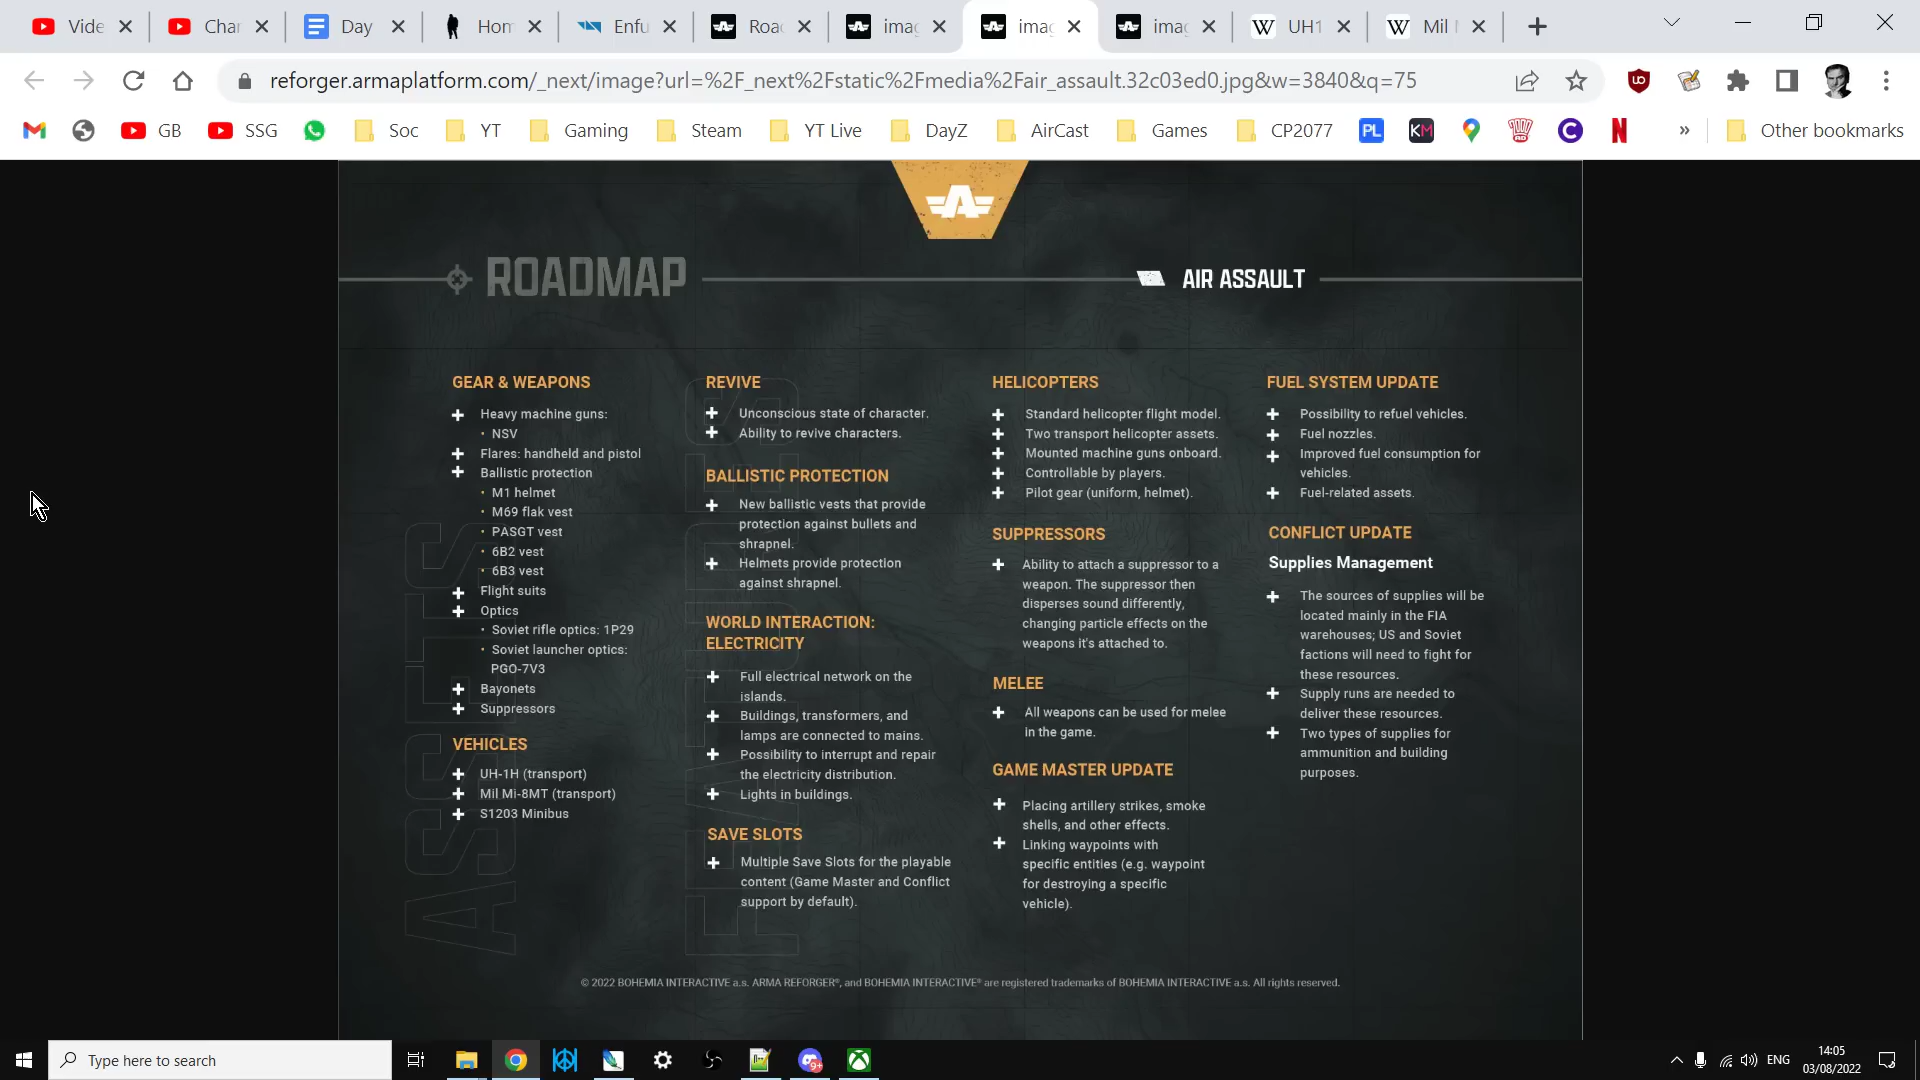 Vide
Char
Day
Hom
Enfu
Road
imag
imag
imag
UH1
Mil M
reforger.armaplatform.com/_next/image?url=%2F_next%2Fstatic%2Fmedia%2Fair_assault.32c03ed0.jpg&w=3840&q=75
GB
SSG
Soc
YT
Gaming
Steam
YT Live
DayZ
AirCast
Games
CP2077
PL
KM
»
Other bookmarks
ROADMAP
AIR ASSAULT
ASSETS
GEAR & WEAPONS
Heavy machine guns:
• NSV
Flares: handheld and pistol
Ballistic protection
• M1 helmet
• M69 flak vest
• PASGT vest
• 6B2 vest
• 6B3 vest
Flight suits
Optics
• Soviet rifle optics: 1P29
• Soviet launcher optics:
PGO-7V3
Bayonets
Suppressors
VEHICLES
UH-1H (transport)
Mil Mi-8MT (transport)
S1203 Minibus
FEATURES
REVIVE
Unconscious state of character.
Ability to revive characters.
BALLISTIC PROTECTION
New ballistic vests that provide
protection against bullets and
shrapnel.
Helmets provide protection
against shrapnel.
WORLD INTERACTION:
ELECTRICITY
Full electrical network on the
islands.
Buildings, transformers, and
lamps are connected to mains.
Possibility to interrupt and repair
the electricity distribution.
Lights in buildings.
SAVE SLOTS
Multiple Save Slots for the playable
content (Game Master and Conflict
support by default).
HELICOPTERS
Standard helicopter flight model.
Two transport helicopter assets.
Mounted machine guns onboard.
Controllable by players.
Pilot gear (uniform, helmet).
SUPPRESSORS
Ability to attach a suppressor to a
weapon. The suppressor then
disperses sound differently,
changing particle effects on the
weapons it's attached to.
MELEE
All weapons can be used for melee
in the game.
GAME MASTER UPDATE
Placing artillery strikes, smoke
shells, and other effects.
Linking waypoints with
specific entities (e.g. waypoint
for destroying a specific
vehicle).
FUEL SYSTEM UPDATE
Possibility to refuel vehicles.
Fuel nozzles.
Improved fuel consumption for
vehicles.
Fuel-related assets.
CONFLICT UPDATE
Supplies Management
The sources of supplies will be
located mainly in the FIA
warehouses; US and Soviet
factions will need to fight for
these resources.
Supply runs are needed to
deliver these resources.
Two types of supplies for
ammunition and building
purposes.
© 2022 BOHEMIA INTERACTIVE a.s. ARMA REFORGER®, and BOHEMIA INTERACTIVE® are registered trademarks of BOHEMIA INTERACTIVE a.s. All rights reserved.
Type here to search
9+
ENG
14:05
03/08/2022